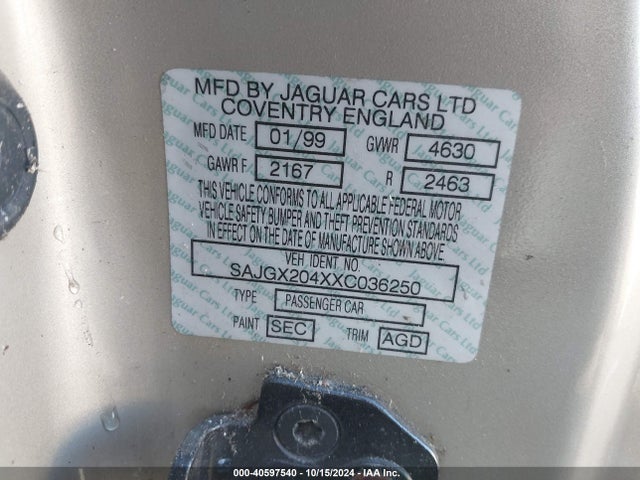 MFD BY JAGUAR CARS LTD
COVENTRY ENGLAND
MFD DATE 01/99 GVWR 4630
GAWR F 2167 R 2463
THIS VEHICLE CONFORMS TO ALL APPLICABLE FEDERAL MOTOR
VEHICLE SAFETY BUMPER AND THEFT PREVENTION STANDARDS
IN EFFECT ON THE DATE OF MANUFACTURE SHOWN ABOVE.
VEH IDENT NO.
SAJGX204XXC036250
TYPE PASSENGER CAR
PAINT SEC TRIM AGD
000-40597540 - 10/15/2024 - IAA Inc.